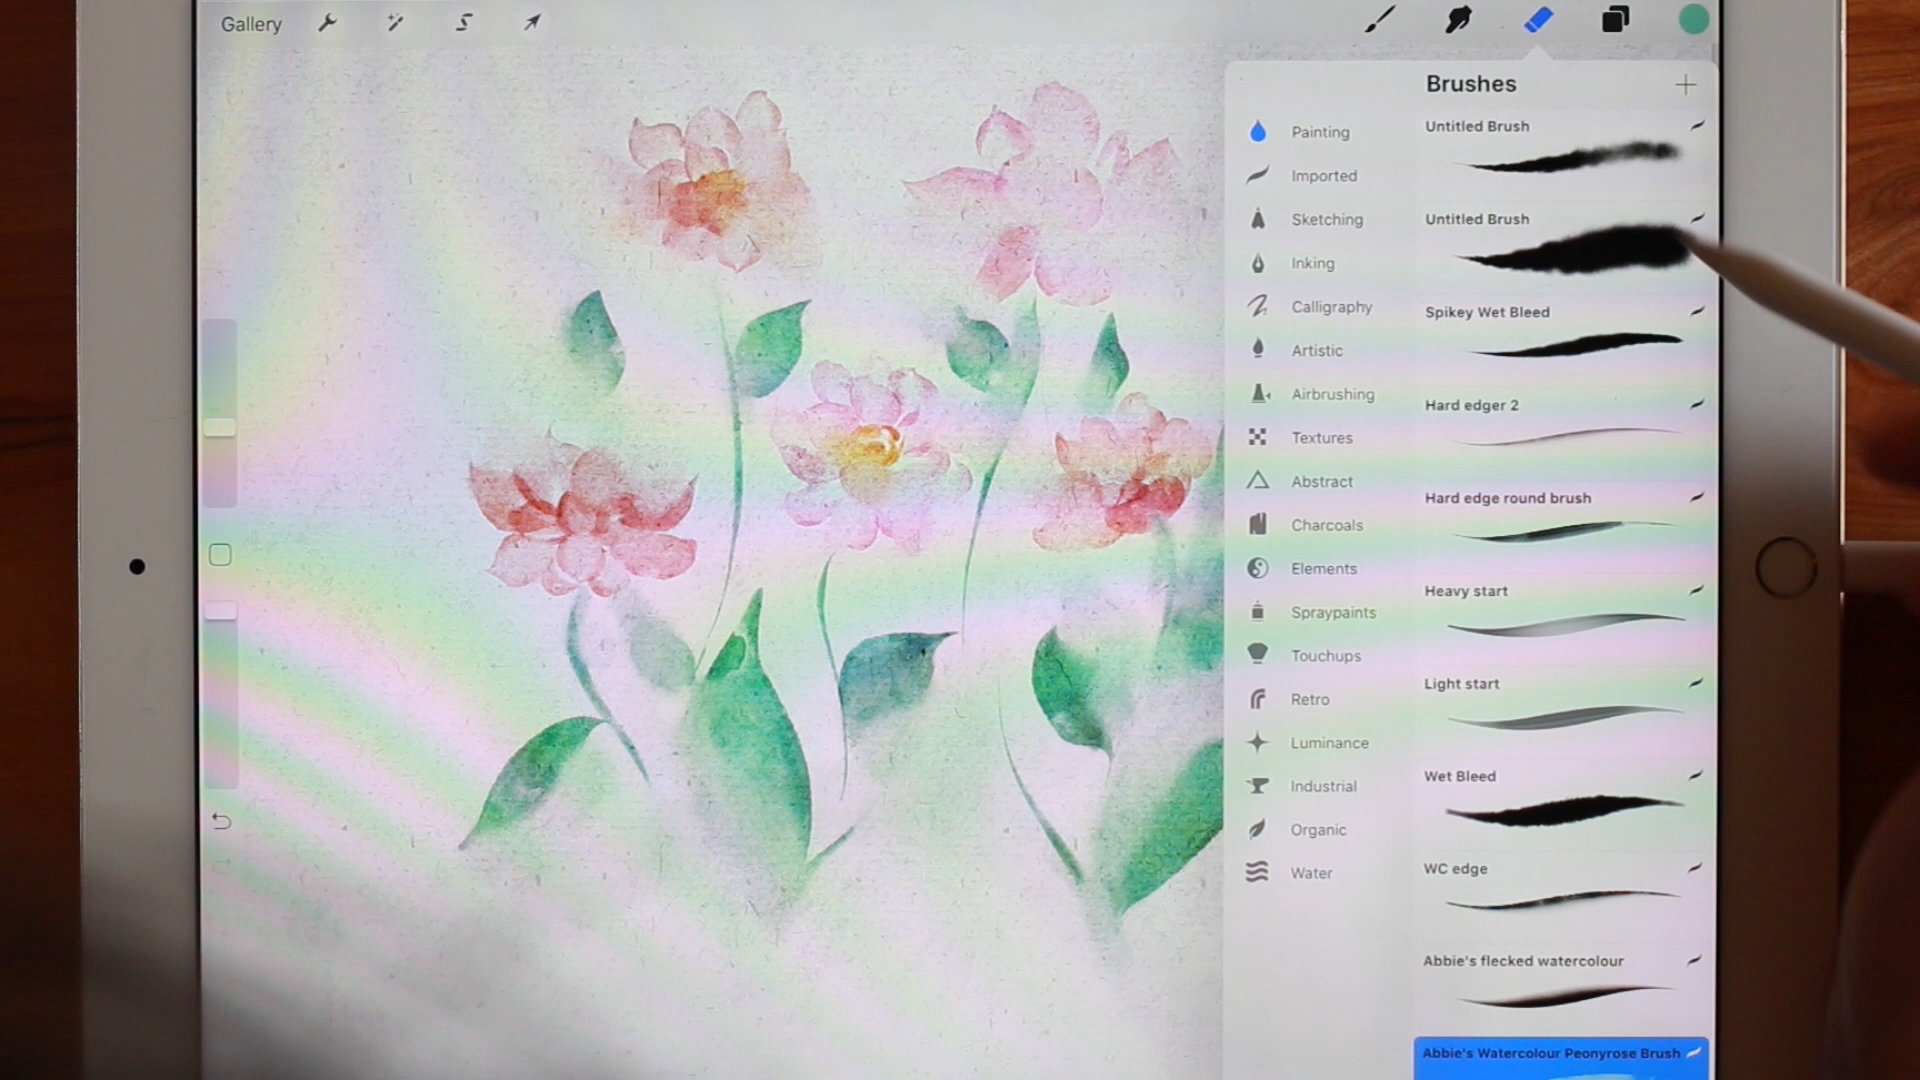 Gallery
Brushes
Painting
Imported
Sketching
Inking
Calligraphy
Artistic
Airbrushing
Textures
Abstract
Charcoals
Elements
Spraypaints
Touchups
Retro
Luminance
Industrial
Organic
Water
Untitled Brush
Untitled Brush
Spikey Wet Bleed
Hard edger 2
Hard edge round brush
Heavy start
Light start
Wet Bleed
WC edge
Abbie's flecked watercolour
Abbie's Watercolour Peonyrose Brush